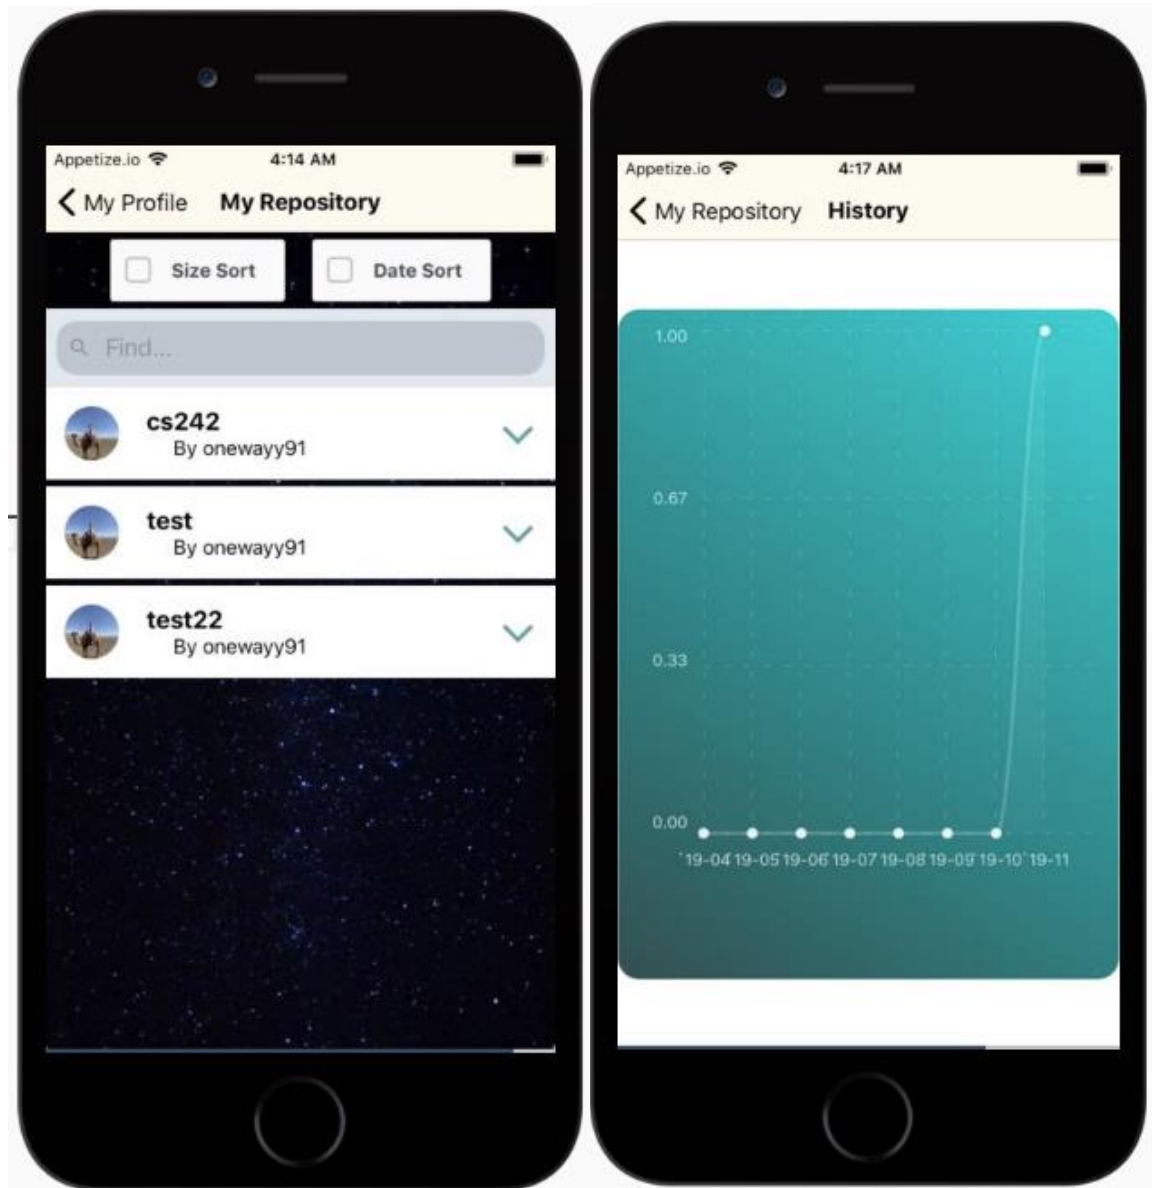 Appetize.io 4:14 AM
My Profile My Repository
Size Sort Date Sort
Find...
cs242
By onewayy91
test
By onewayy91
test22
By onewayy91
Appetize.io 4:17 AM
My Repository History
1.00
0.67
0.33
0.00
`19-04`19-05`19-06`19-07`19-08`19-09`19-10`19-11